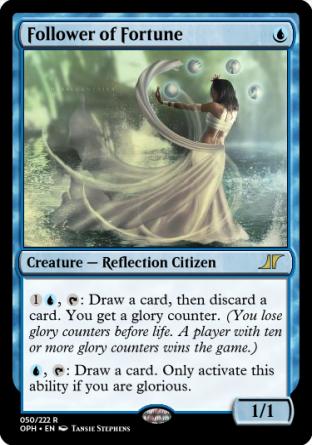 Follower of Fortune
Creature — Reflection Citizen
1, : Draw a card, then discard a
card. You get a glory counter. (You lose
glory counters before life. A player with ten
or more glory counters wins the game.)
, : Draw a card. Only activate this
ability if you are glorious.
050/222 R
OPH • EN Tansie Stephens
1/1